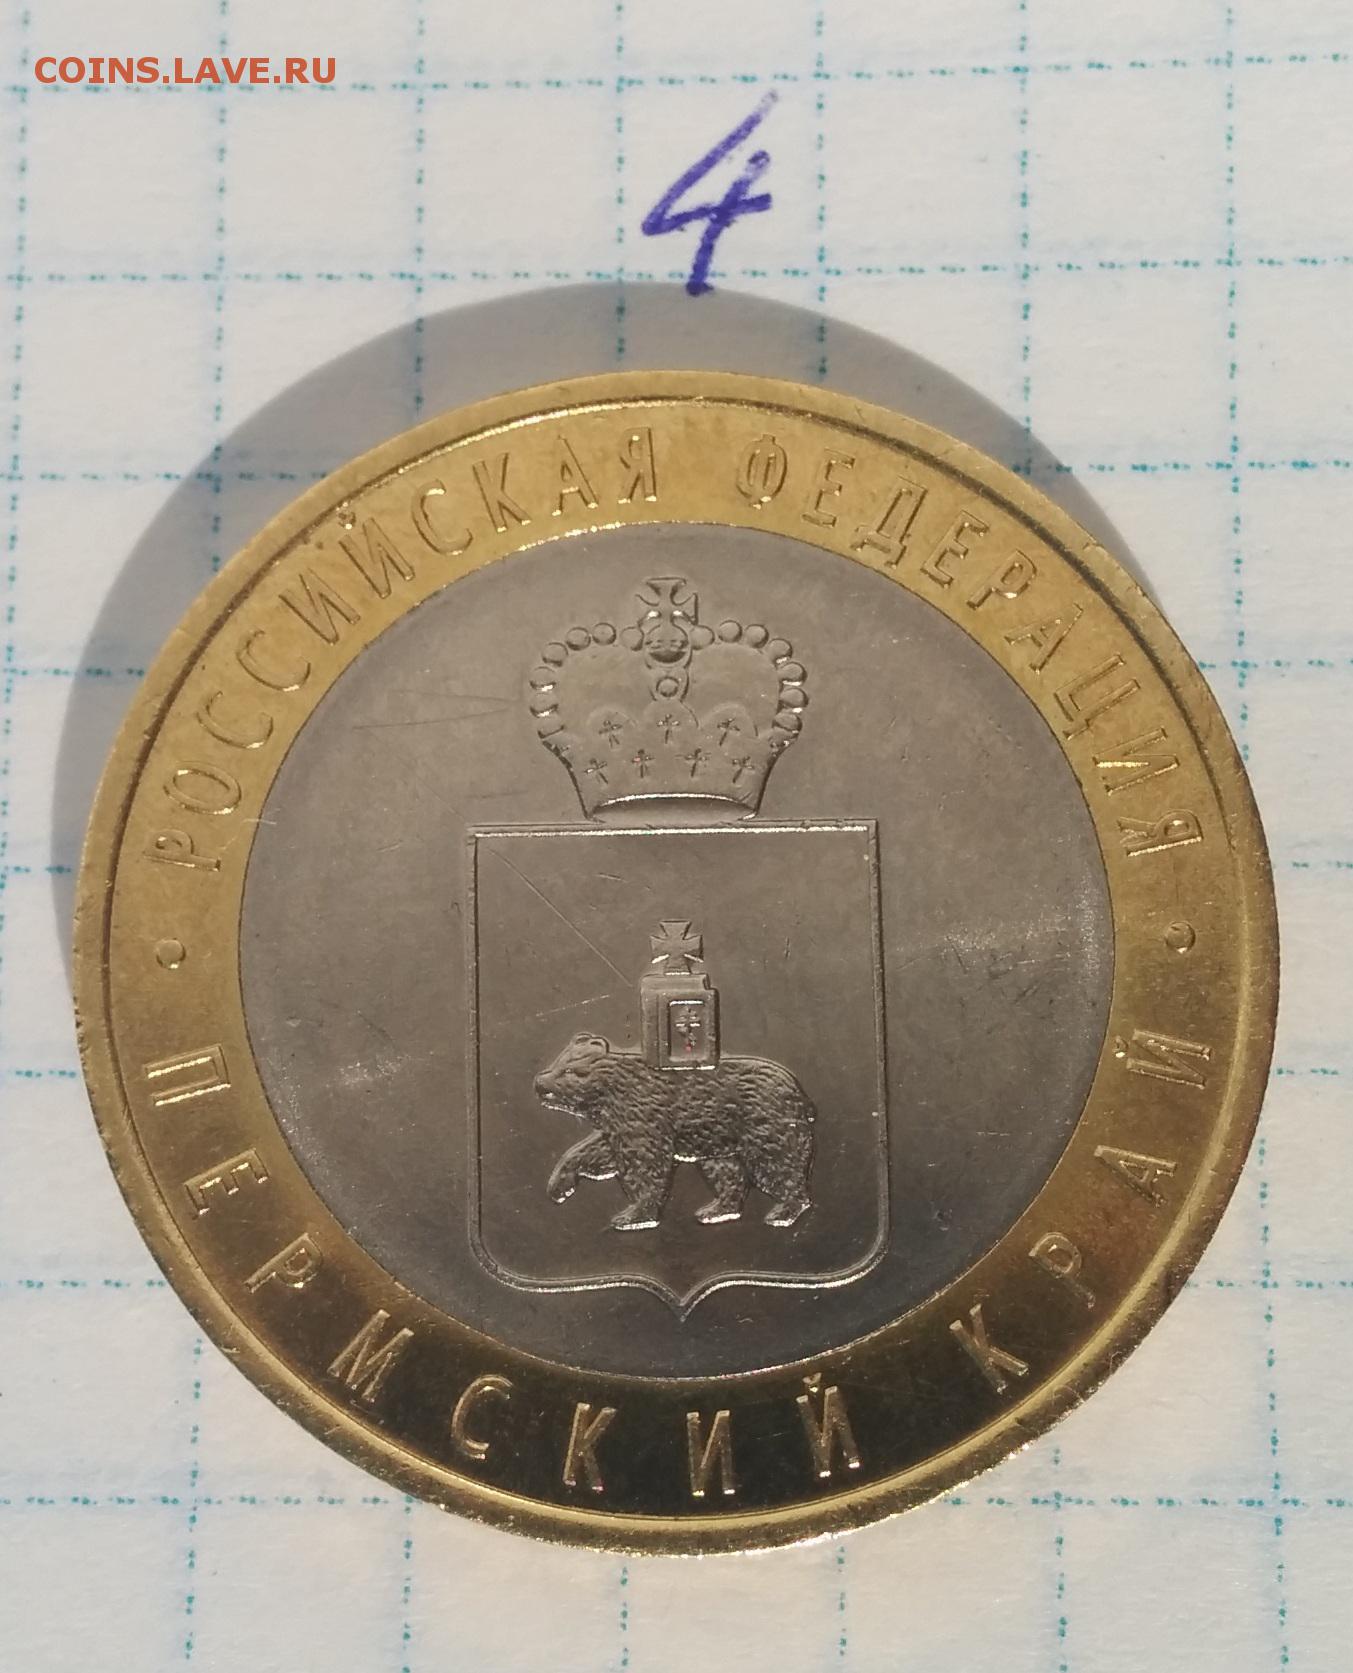 COINS.LAVE.RU
4
РОССИЙСКАЯ ФЕДЕРАЦИЯ
ПЕРМСКИЙ КРАЙ